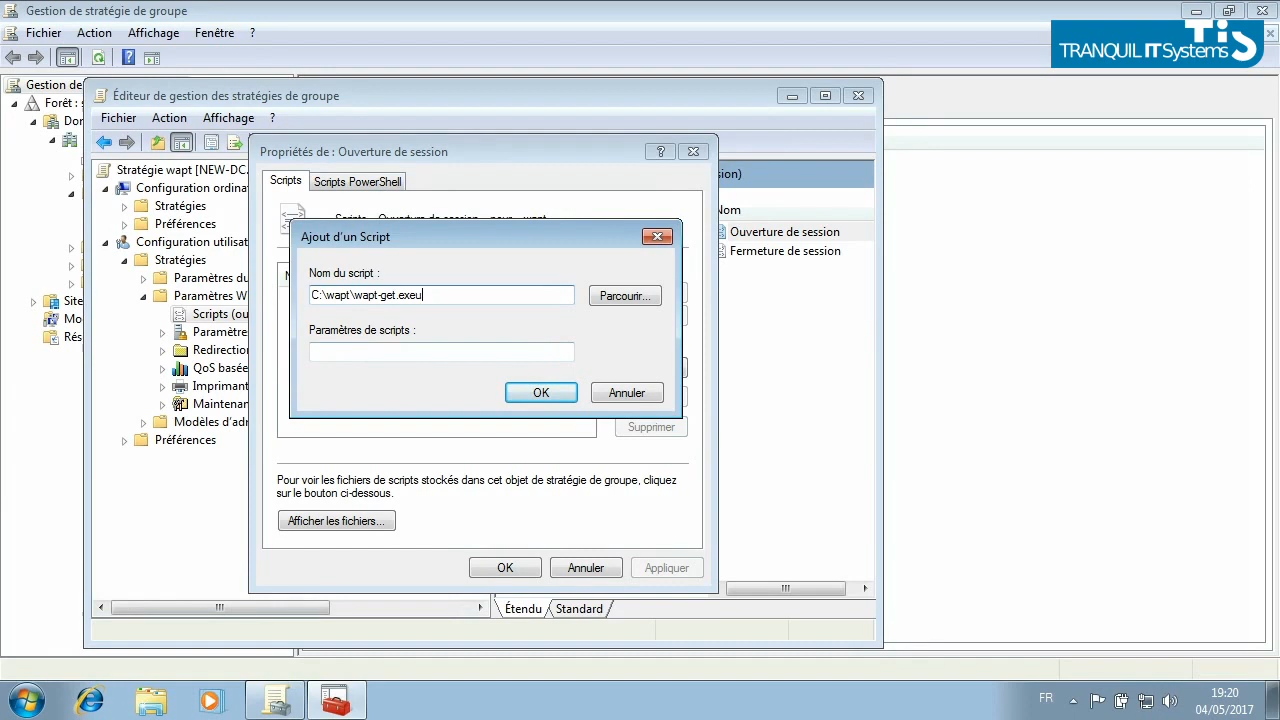 Gestion de stratégie de groupe
Fichier Action Affichage Fenêtre ?
TiS
TRANQUIL IT Systems
Gestion de
Éditeur de gestion des stratégies de groupe
Forêt : s
Dor
Fichier Action Affichage ?
Propriétés de : Ouverture de session
Stratégie wapt [NEW-DC.
Configuration ordina
Stratégies
Préférences
Configuration utilisat
Stratégies
Paramètres du
Paramètres W
Scripts (ou
Paramètre
Redirection
QoS basée
Imprimant
Maintenan
Modèles d'adr
Préférences
Site
Mo
Rés
Scripts Scripts PowerShell
sion)
Nom
Ouverture de session
Fermeture de session
Ajout d'un Script
Nom du script :
C:\wapt\wapt-get.exeu
Parcourir...
Paramètres de scripts :
OK Annuler
Supprimer
Pour voir les fichiers de scripts stockés dans cet objet de stratégie de groupe, cliquez
sur le bouton ci-dessous.
Afficher les fichiers...
OK Annuler Appliquer
Étendu Standard
FR
19:20
04/05/2017